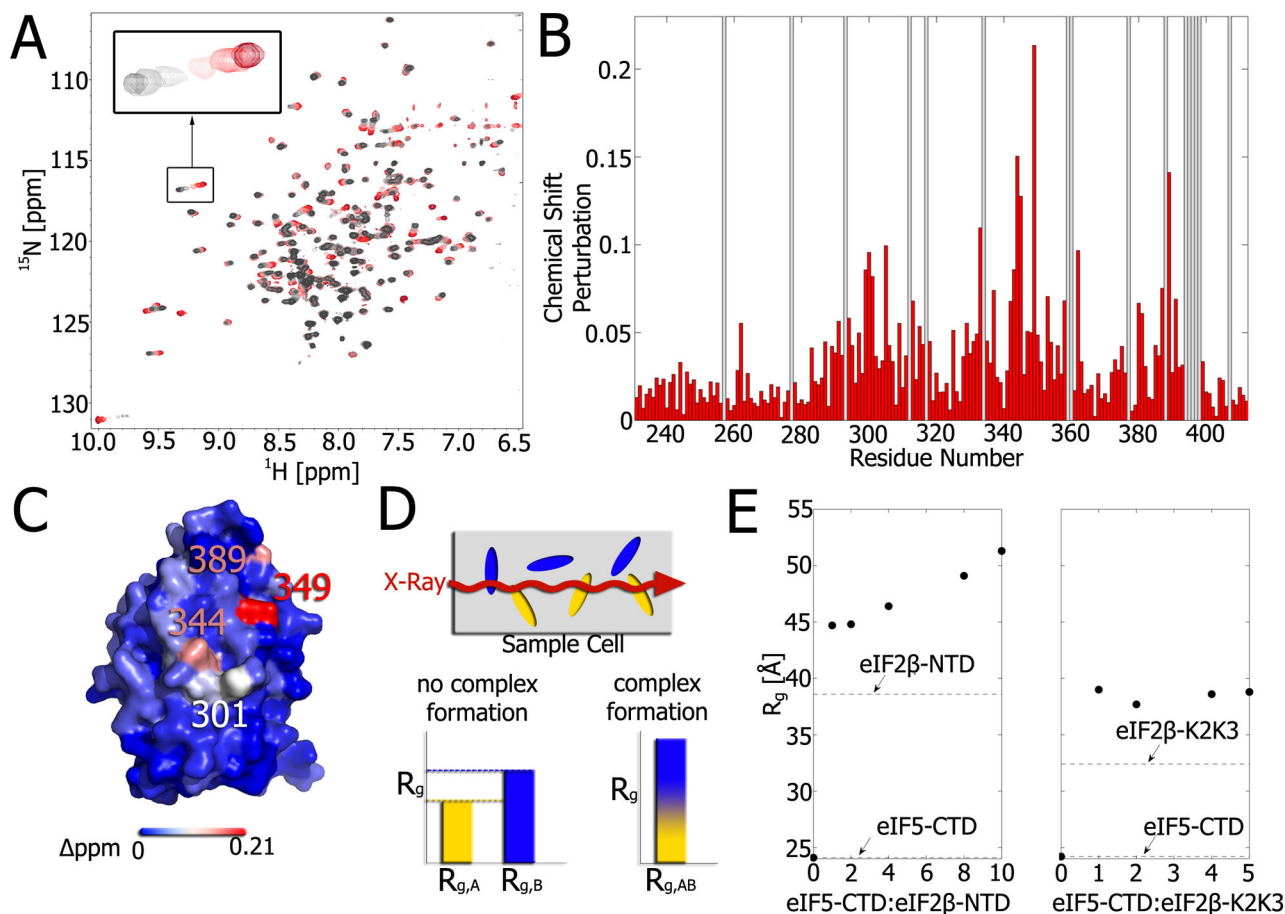 A
110
115
120
125
130
¹⁵N [ppm]
10.0 9.5 9.0 8.5 8.0 7.5 7.0 6.5
¹H [ppm]
B
0.2
0.15
0.1
0.05
0
Chemical Shift
Perturbation
240 260 280 300 320 340 360 380 400
Residue Number
C
389
349
344
301
Δppm 0 0.21
D
X-Ray
Sample Cell
no complex
formation
complex
formation
Rg
Rg,A Rg,B
Rg
Rg,AB
E
55
50
45
40
35
30
25
Rg [Å]
eIF2β-NTD
eIF5-CTD
0 2 4 6 8 10
eIF5-CTD:eIF2β-NTD
eIF2β-K2K3
eIF5-CTD
0 1 2 3 4 5
eIF5-CTD:eIF2β-K2K3